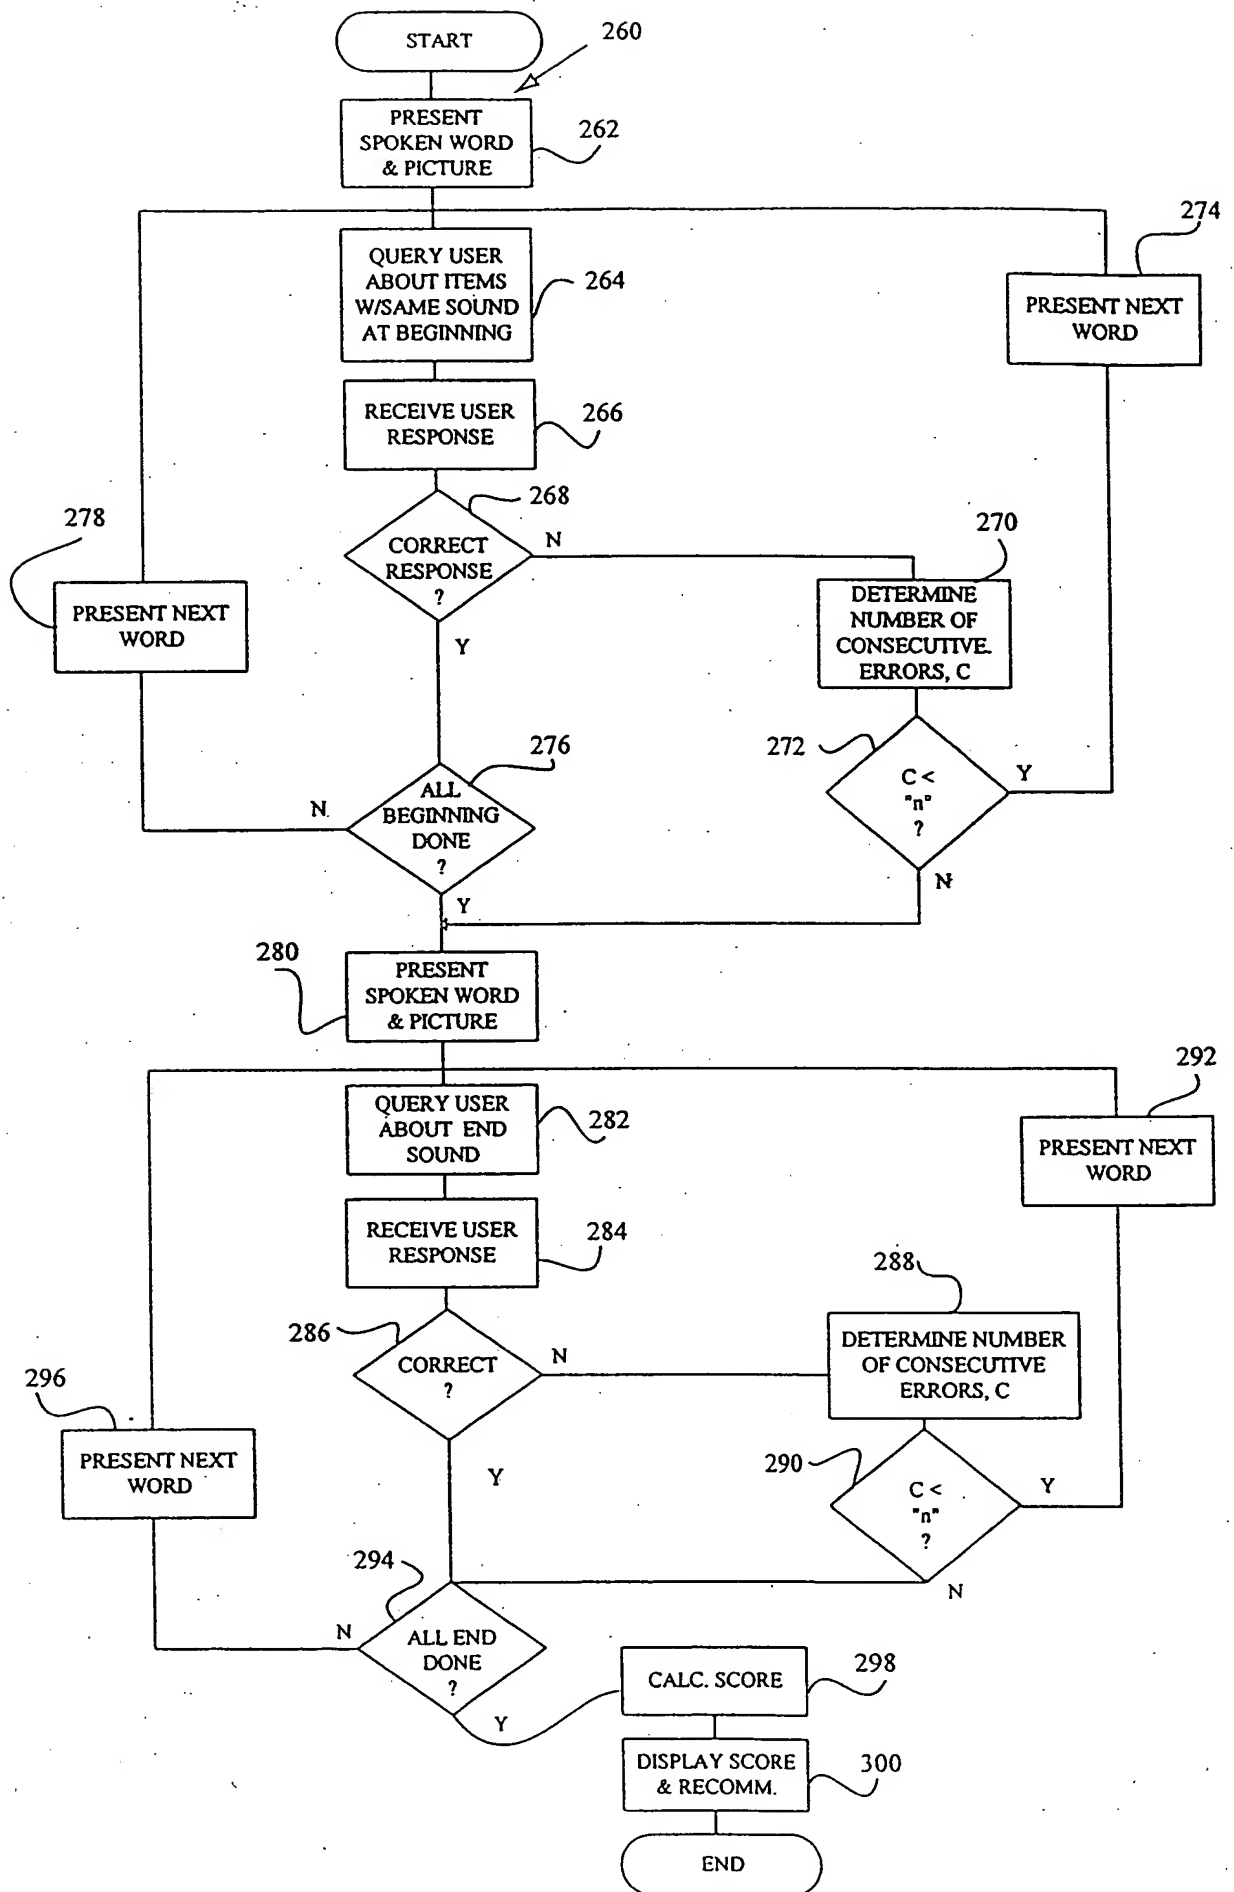 START
260
PRESENT
SPOKEN WORD
& PICTURE
262
274
QUERY USER
ABOUT ITEMS
W/SAME SOUND
AT BEGINNING
264
PRESENT NEXT
WORD
RECEIVE USER
RESPONSE
266
268
CORRECT
RESPONSE
?
N
Y
270
DETERMINE
NUMBER OF
CONSECUTIVE
ERRORS, C
278
PRESENT NEXT
WORD
272
C <
"n"
?
Y
N
276
ALL
BEGINNING
DONE
?
N
Y
280
PRESENT
SPOKEN WORD
& PICTURE
292
QUERY USER
ABOUT END
SOUND
282
PRESENT NEXT
WORD
RECEIVE USER
RESPONSE
284
286
CORRECT
?
N
Y
288
DETERMINE NUMBER
OF CONSECUTIVE
ERRORS, C
296
PRESENT NEXT
WORD
290
C <
"n"
?
Y
N
294
ALL END
DONE
?
N
Y
CALC. SCORE
298
DISPLAY SCORE
& RECOMM.
300
END